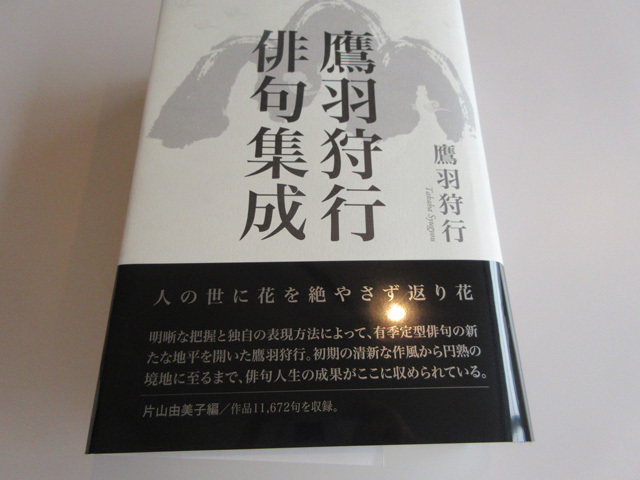 鷹羽狩行
俳句集成
鷹羽狩行
Takaha Syugyou
人の世に花を絶やさず返り花
明晰な把握と独自の表現方法によって、有季定型俳句の新
たな地平を開いた鷹羽狩行。初期の清新な作風から円熟の
境地に至るまで、俳句人生の成果がここに収められている。
片山由美子編／作品11,672句を収録。